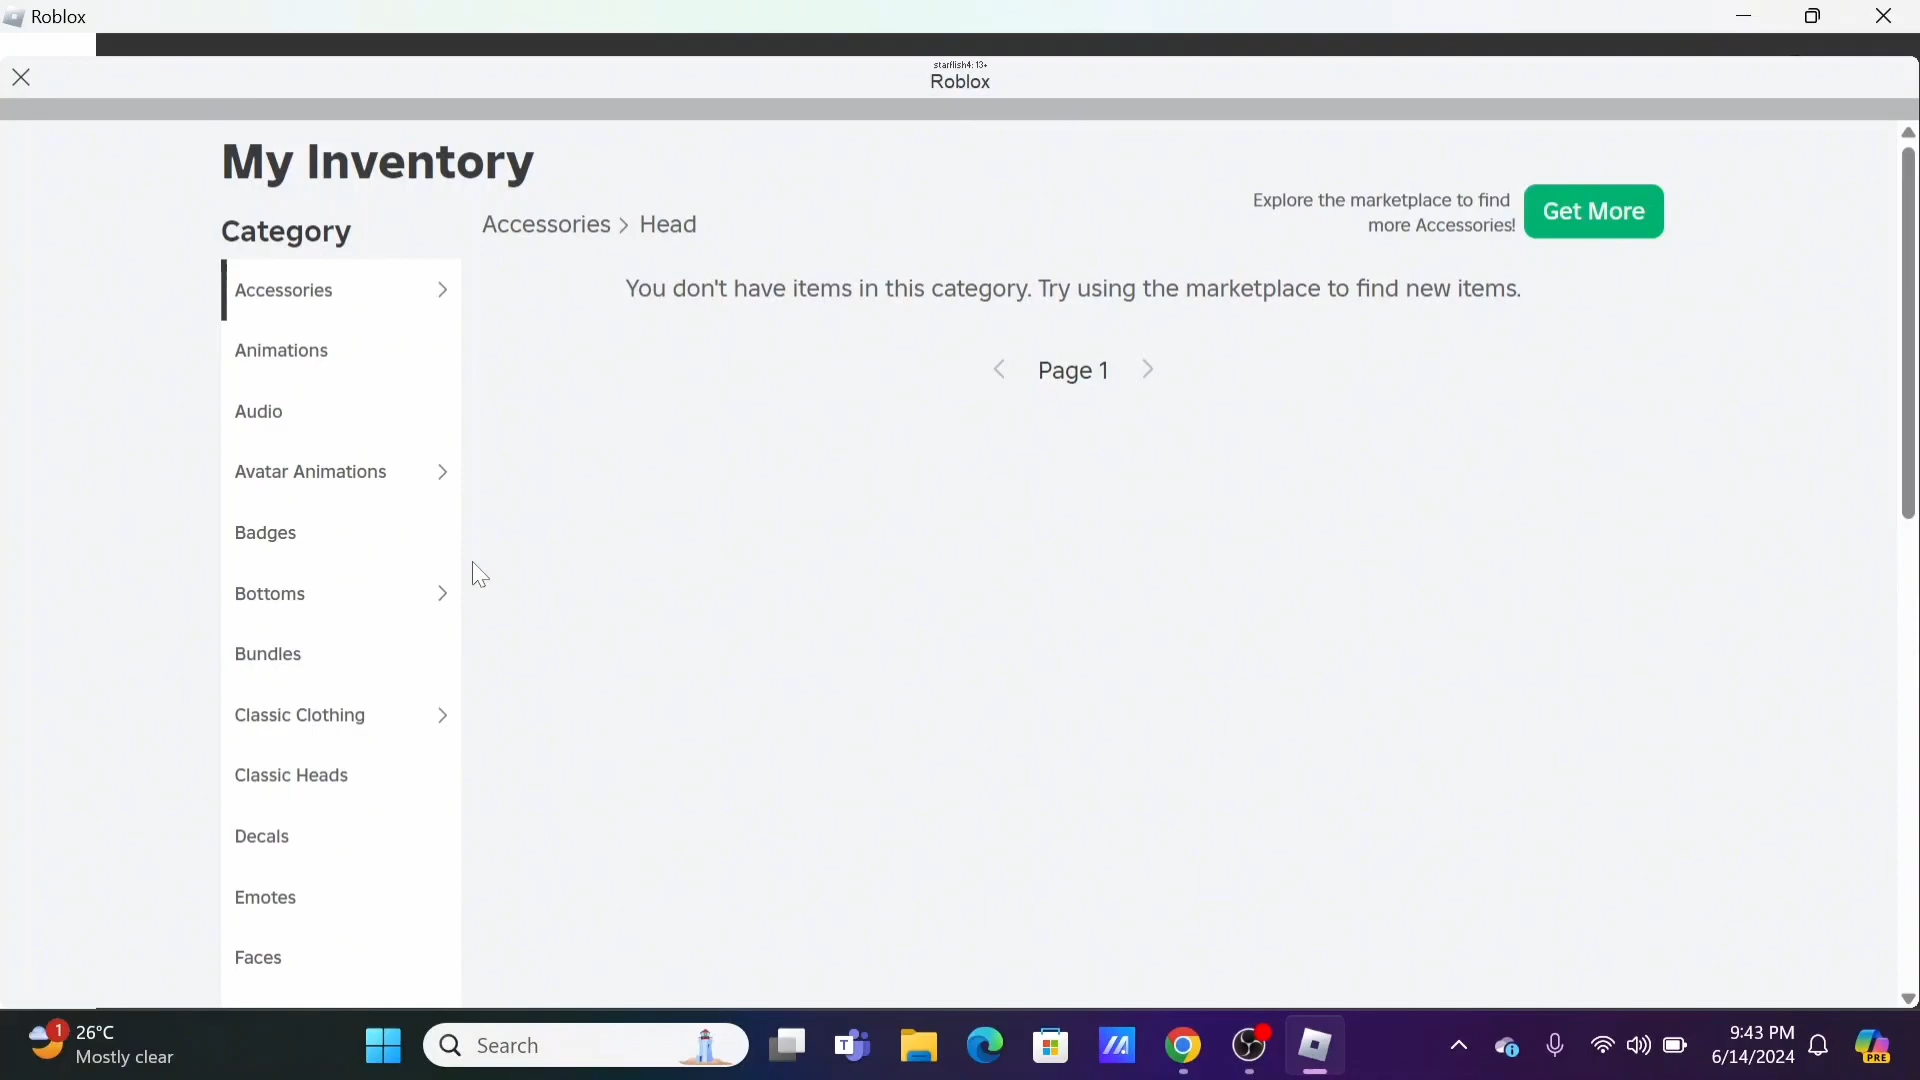 Roblox
starflish4: 13+
Roblox
My Inventory
Category
Accessories > Head
Explore the marketplace to find
more Accessories!
Get More
You don't have items in this category. Try using the marketplace to find new items.
Page 1
Accessories
Animations
Audio
Avatar Animations
Badges
Bottoms
Bundles
Classic Clothing
Classic Heads
Decals
Emotes
Faces
1
26°C
Mostly clear
Search
T
PRE
9:43 PM
6/14/2024